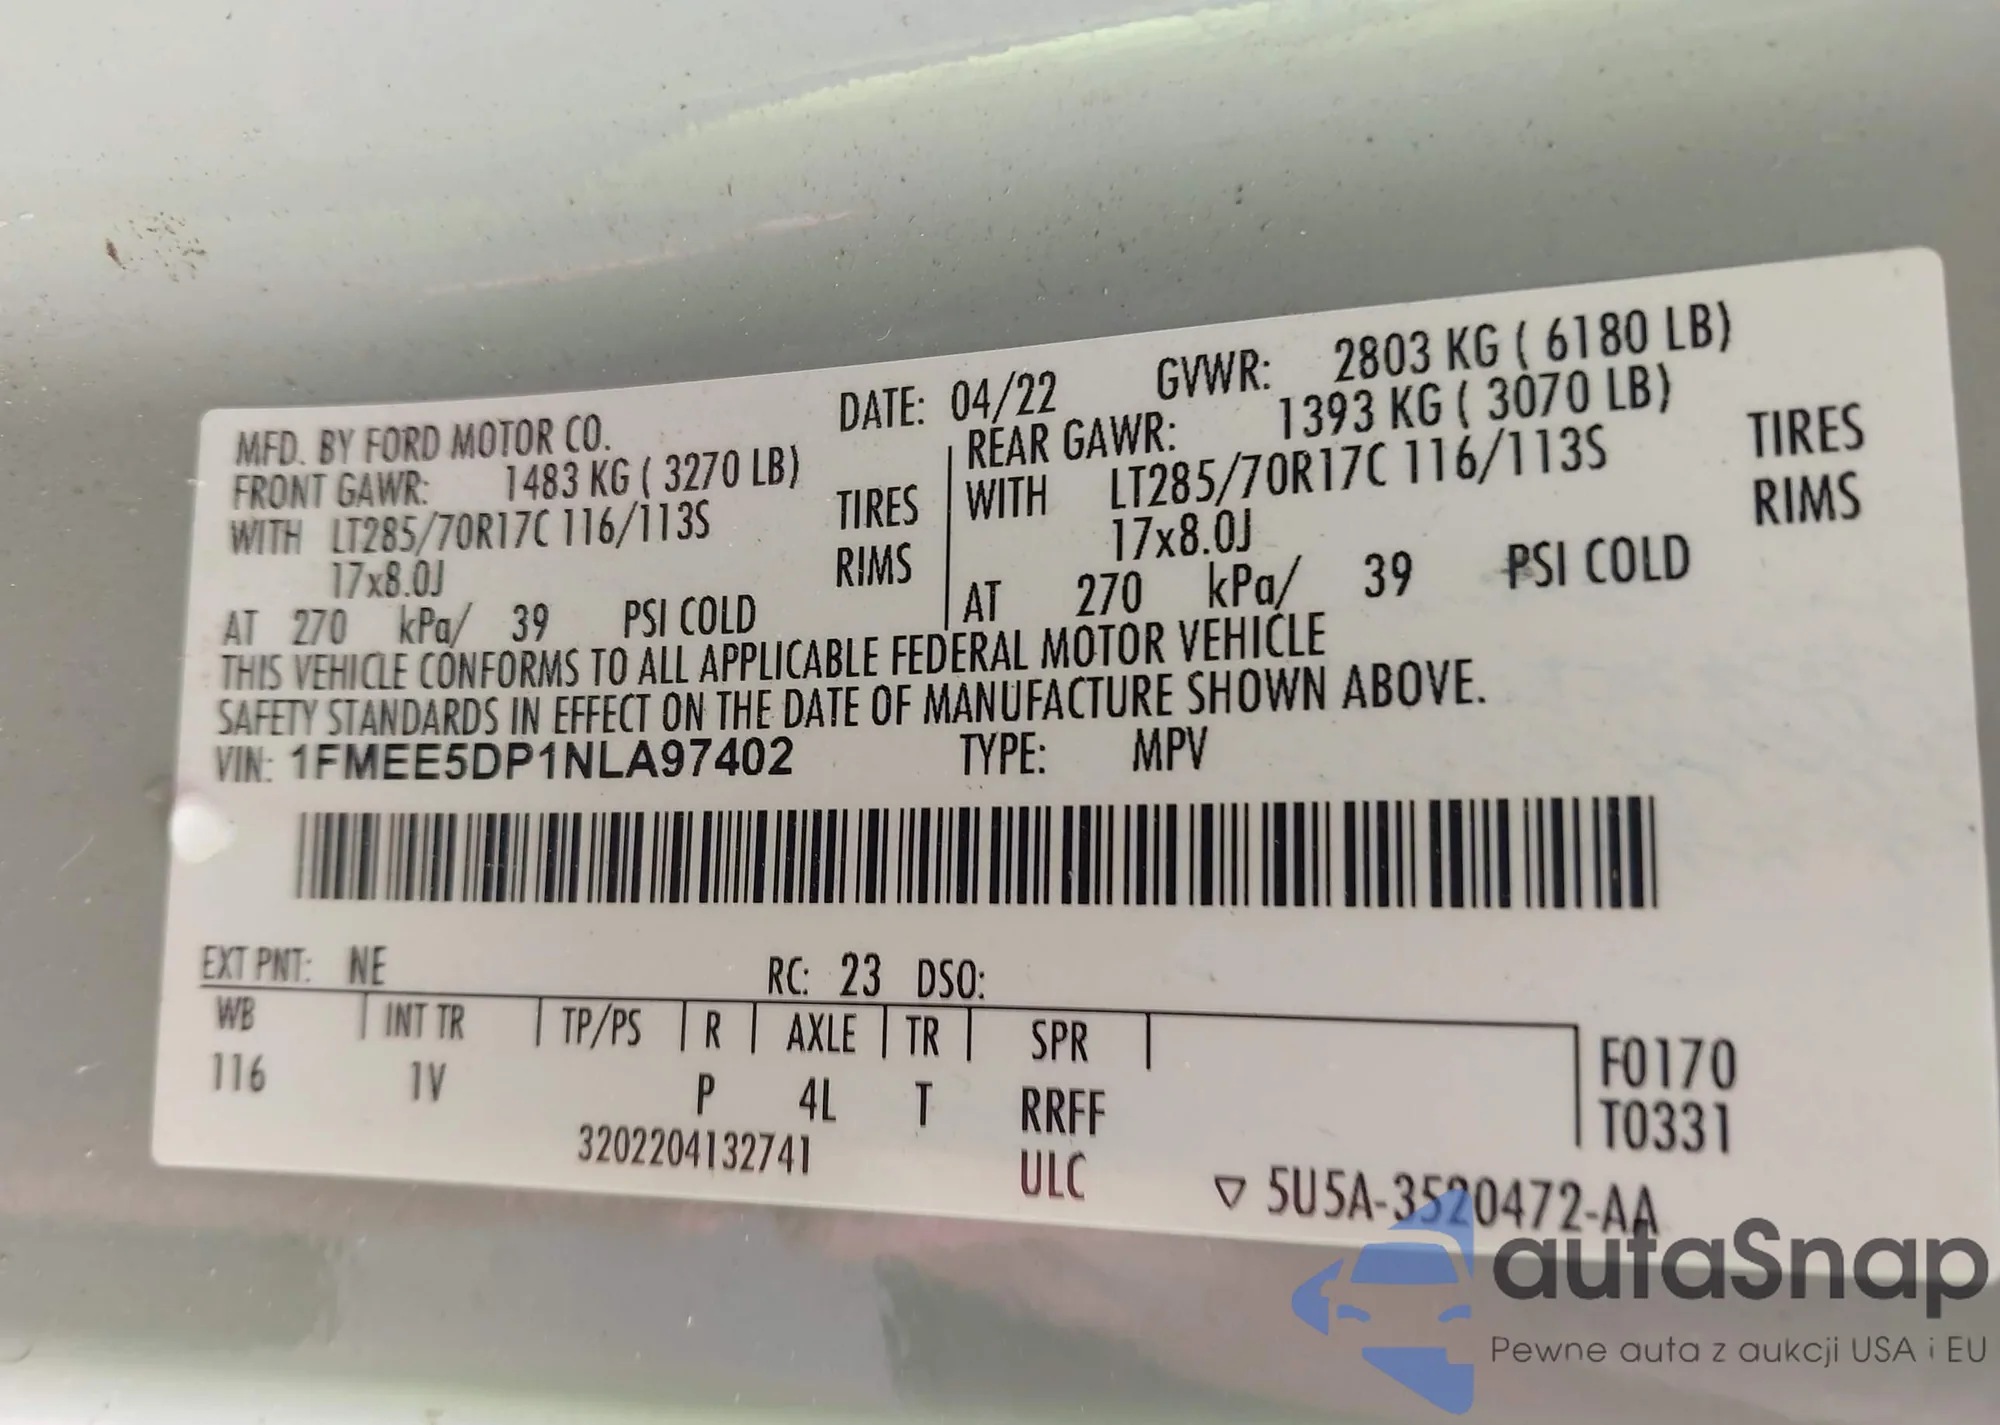 MFD. BY FORD MOTOR CO. DATE: 04/22 GVWR: 2803 KG ( 6180 LB)
FRONT GAWR: 1483 KG ( 3270 LB) REAR GAWR: 1393 KG ( 3070 LB)
WITH LT285/70R17C 116/113S TIRES WITH LT285/70R17C 116/113S TIRES
17x8.0J RIMS 17x8.0J RIMS
AT 270 kPa/ 39 PSI COLD AT 270 kPa/ 39 PSI COLD
THIS VEHICLE CONFORMS TO ALL APPLICABLE FEDERAL MOTOR VEHICLE
SAFETY STANDARDS IN EFFECT ON THE DATE OF MANUFACTURE SHOWN ABOVE.
VIN: 1FMEE5DP1NLA97402 TYPE: MPV
EXT PNT: NE RC: 23 DSO:
WB INT TR TP/PS R AXLE TR SPR F0170
116 1V P 4L T RRFF T0331
3202204132741 ULC ▽ 5U5A-3520472-AA
autaSnap
Pewne auta z aukcji USA i EU